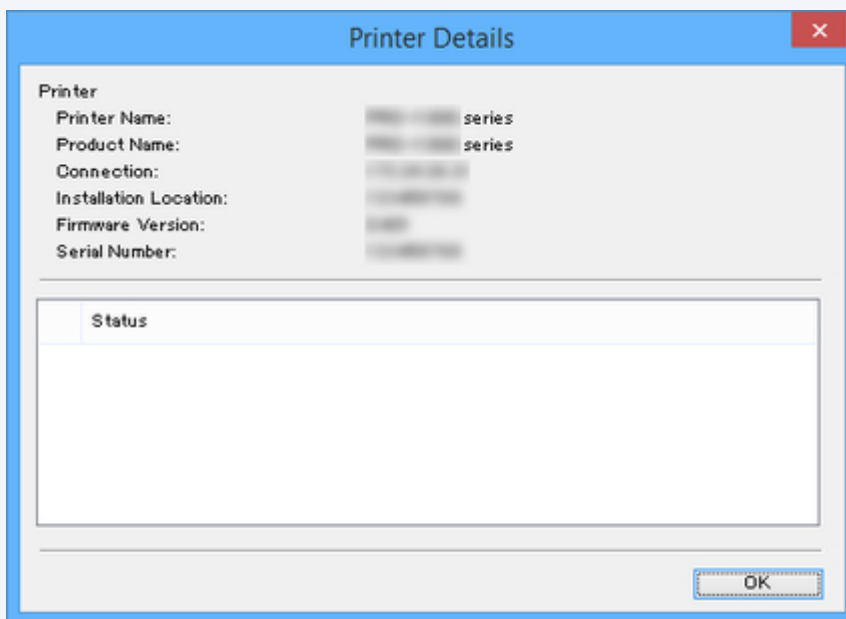 Printer Details
Printer
Printer Name: series
Product Name: series
Connection:
Installation Location:
Firmware Version:
Serial Number:
Status
OK